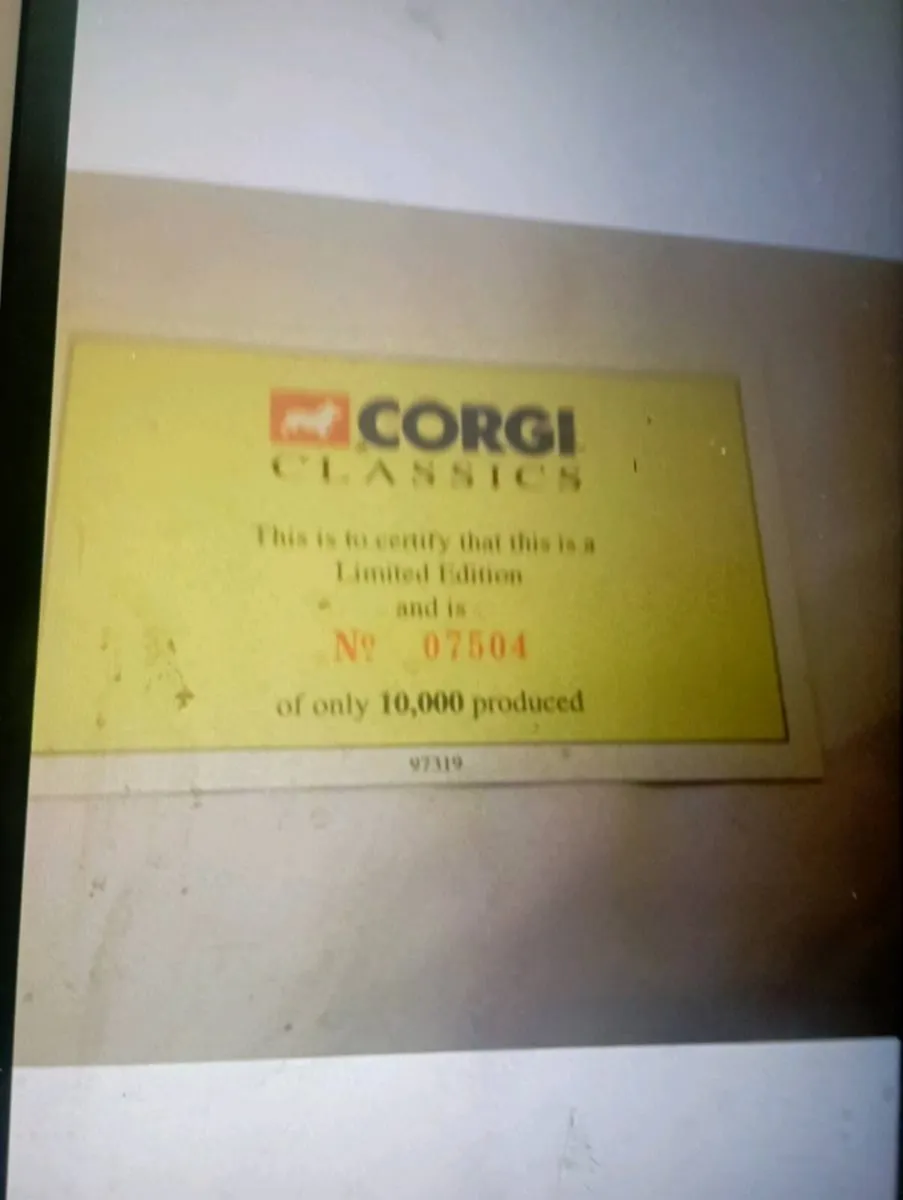 CORGI
CLASSICS
This is to certify that this is a
Limited Edition
and is
Nº 07504
of only 10,000 produced
97319